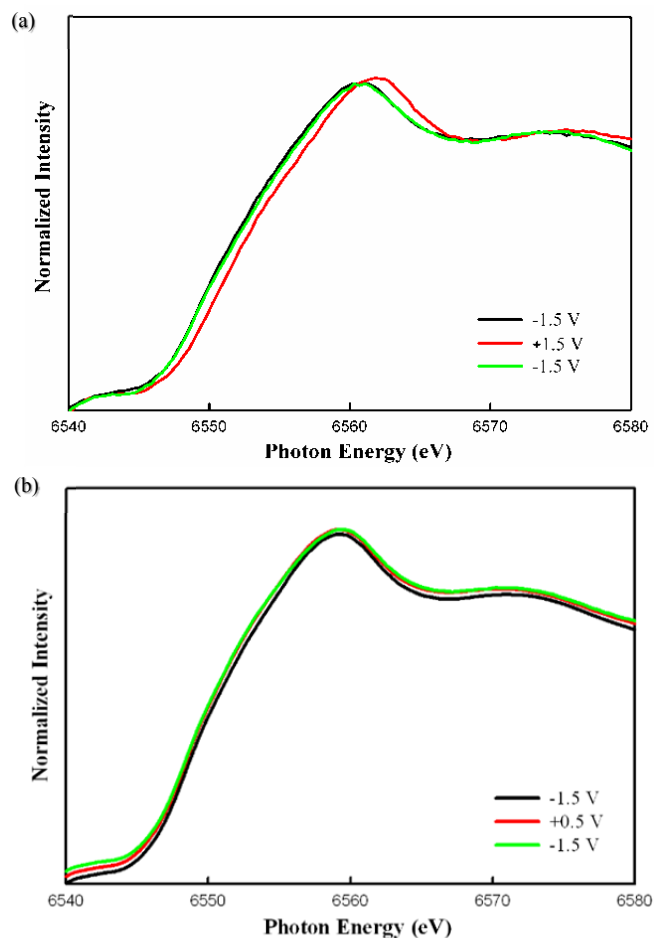 (a)
Normalized Intensity
-1.5 V
+1.5 V
-1.5 V
6540 6550 6560 6570 6580
Photon Energy (eV)
(b)
Normalized Intensity
-1.5 V
+0.5 V
-1.5 V
6540 6550 6560 6570 6580
Photon Energy (eV)